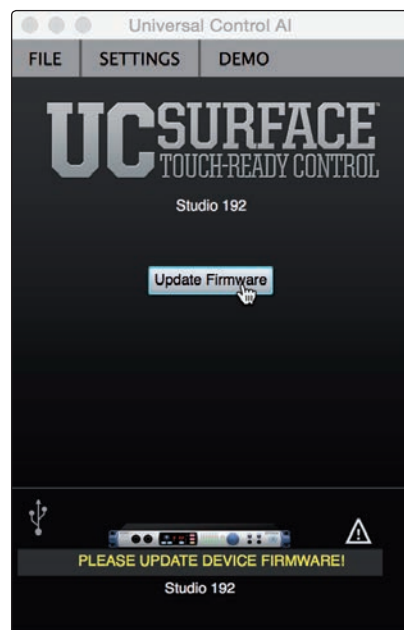 Universal Control AI
FILE SETTINGS DEMO
UC SURFACE
TOUCH-READY CONTROL
Studio 192
Update Firmware
PLEASE UPDATE DEVICE FIRMWARE!
Studio 192